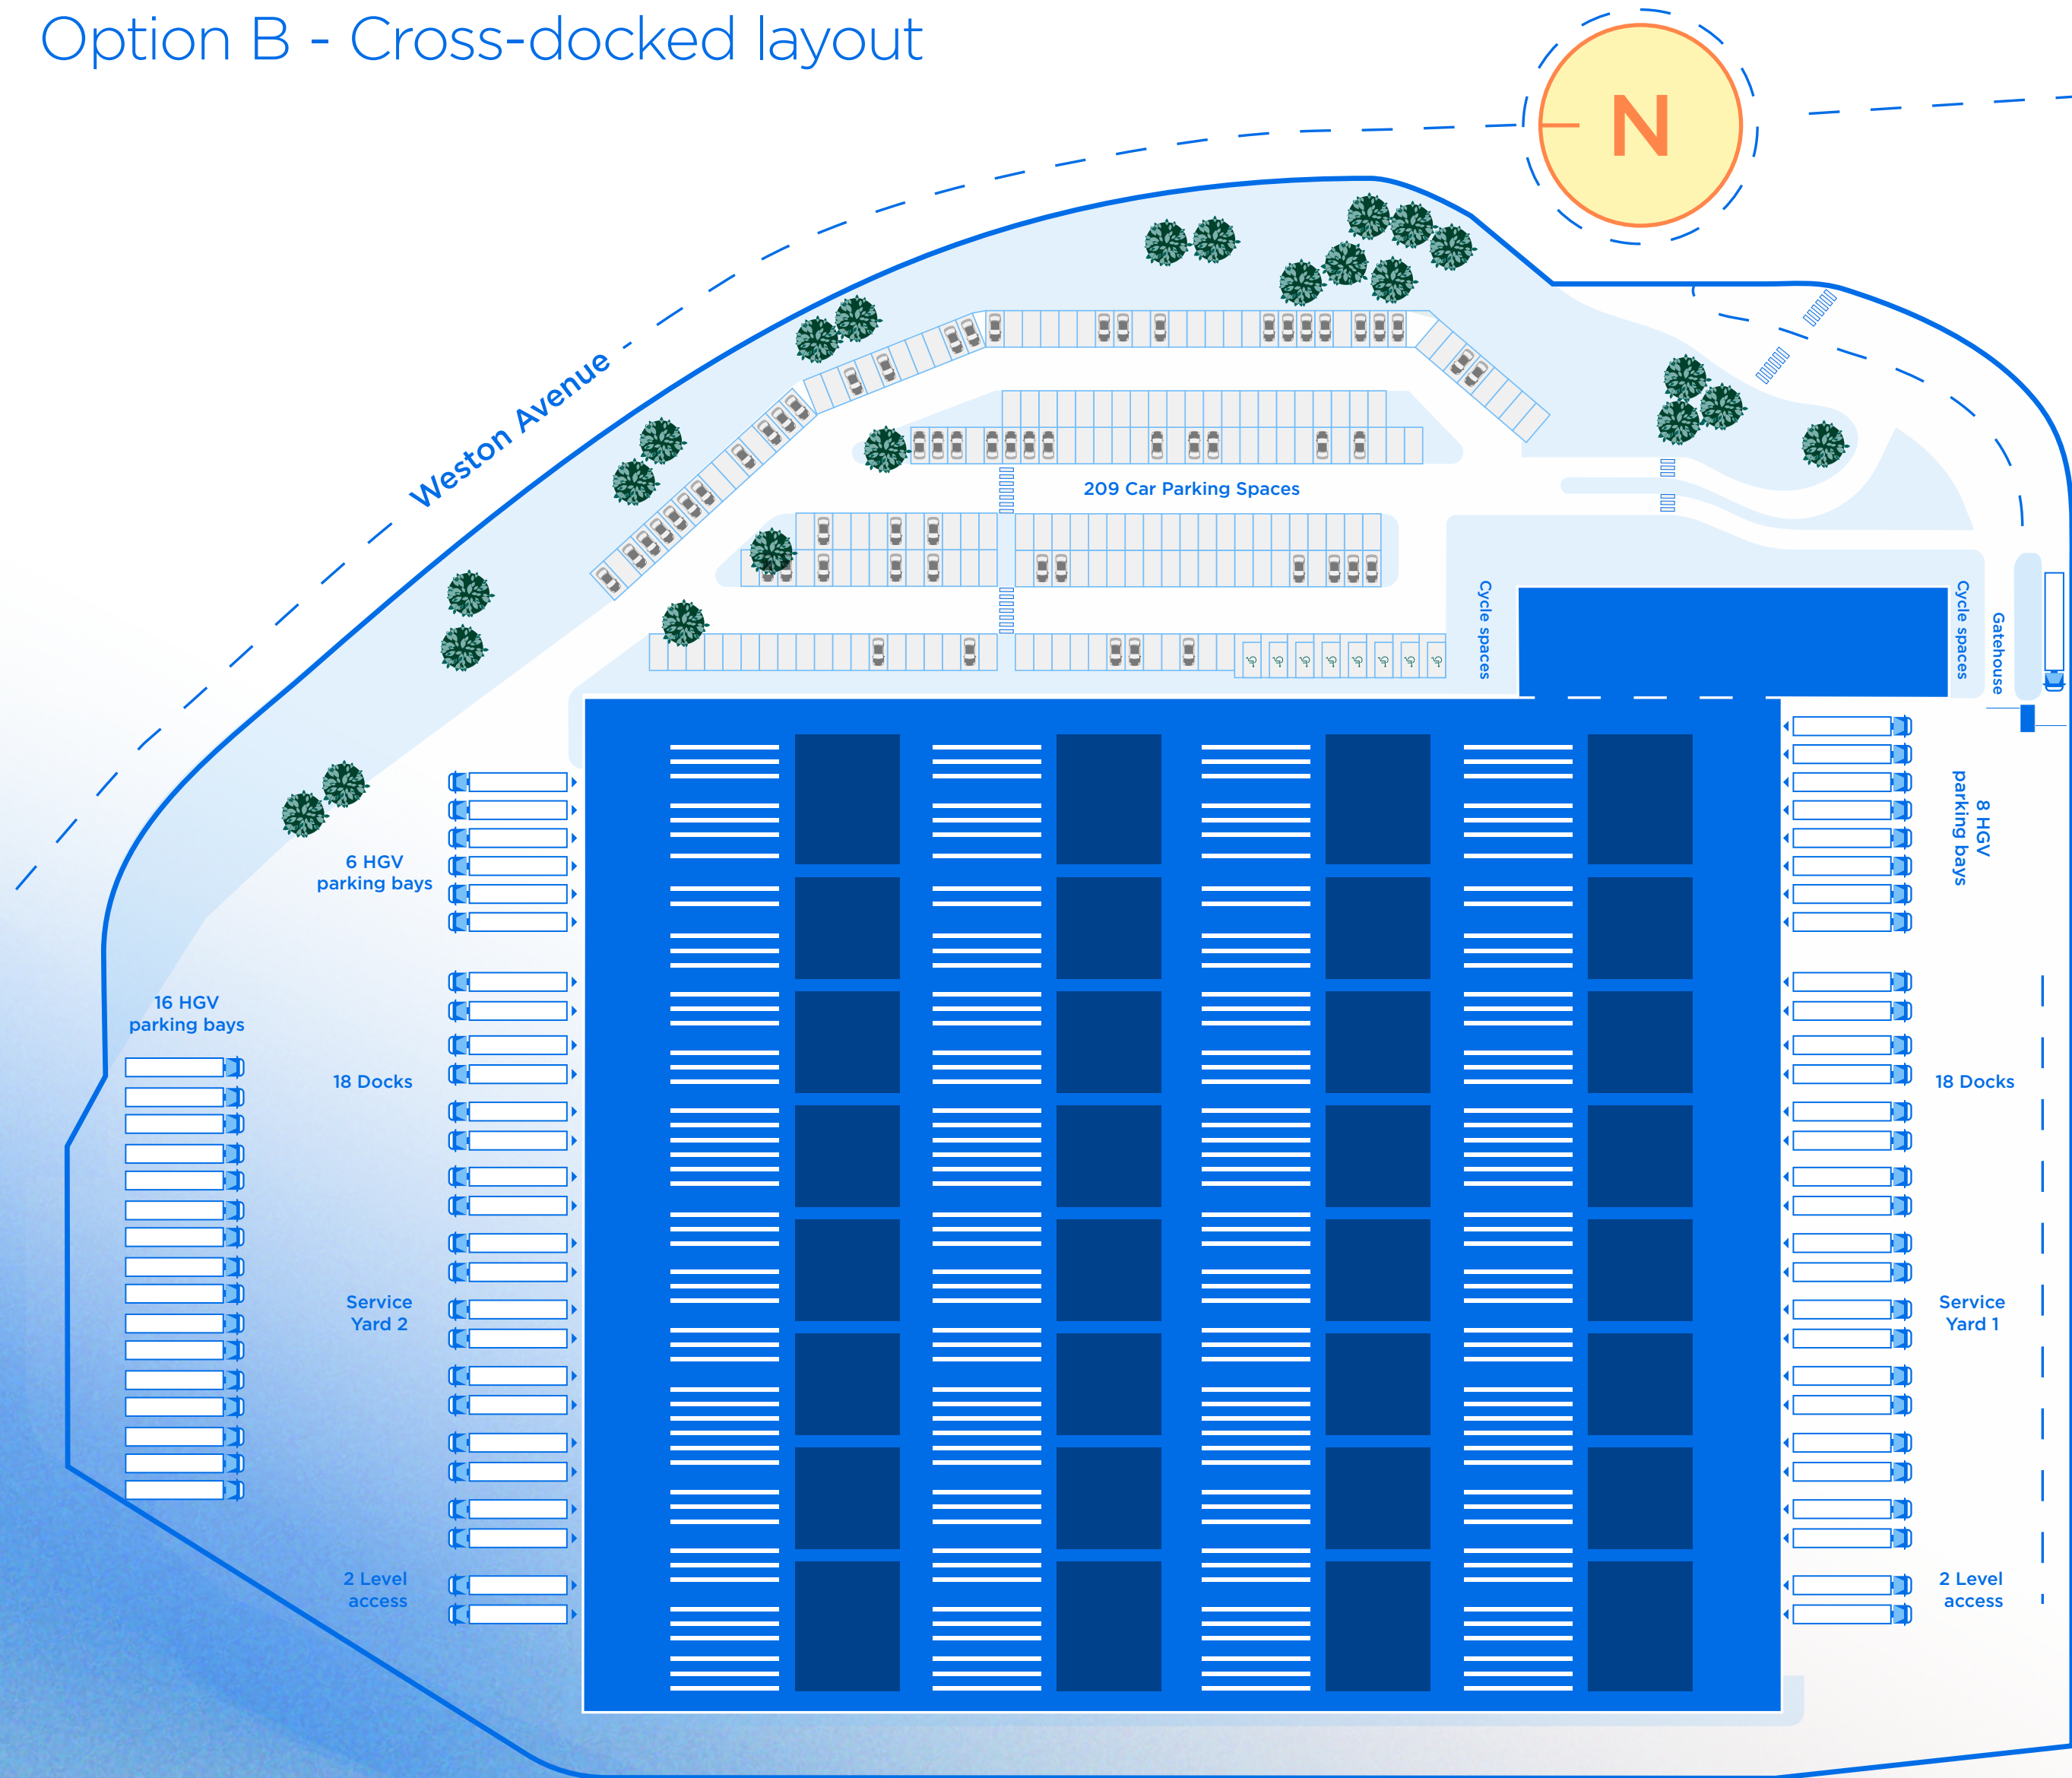 Option B - Cross-docked layout
N
Weston Avenue
209 Car Parking Spaces
Cycle spaces
Cycle spaces
Gatehouse
6 HGV
parking bays
8 HGV
parking bays
16 HGV
parking bays
18 Docks
18 Docks
Service
Yard 2
Service
Yard 1
2 Level
access
2 Level
access